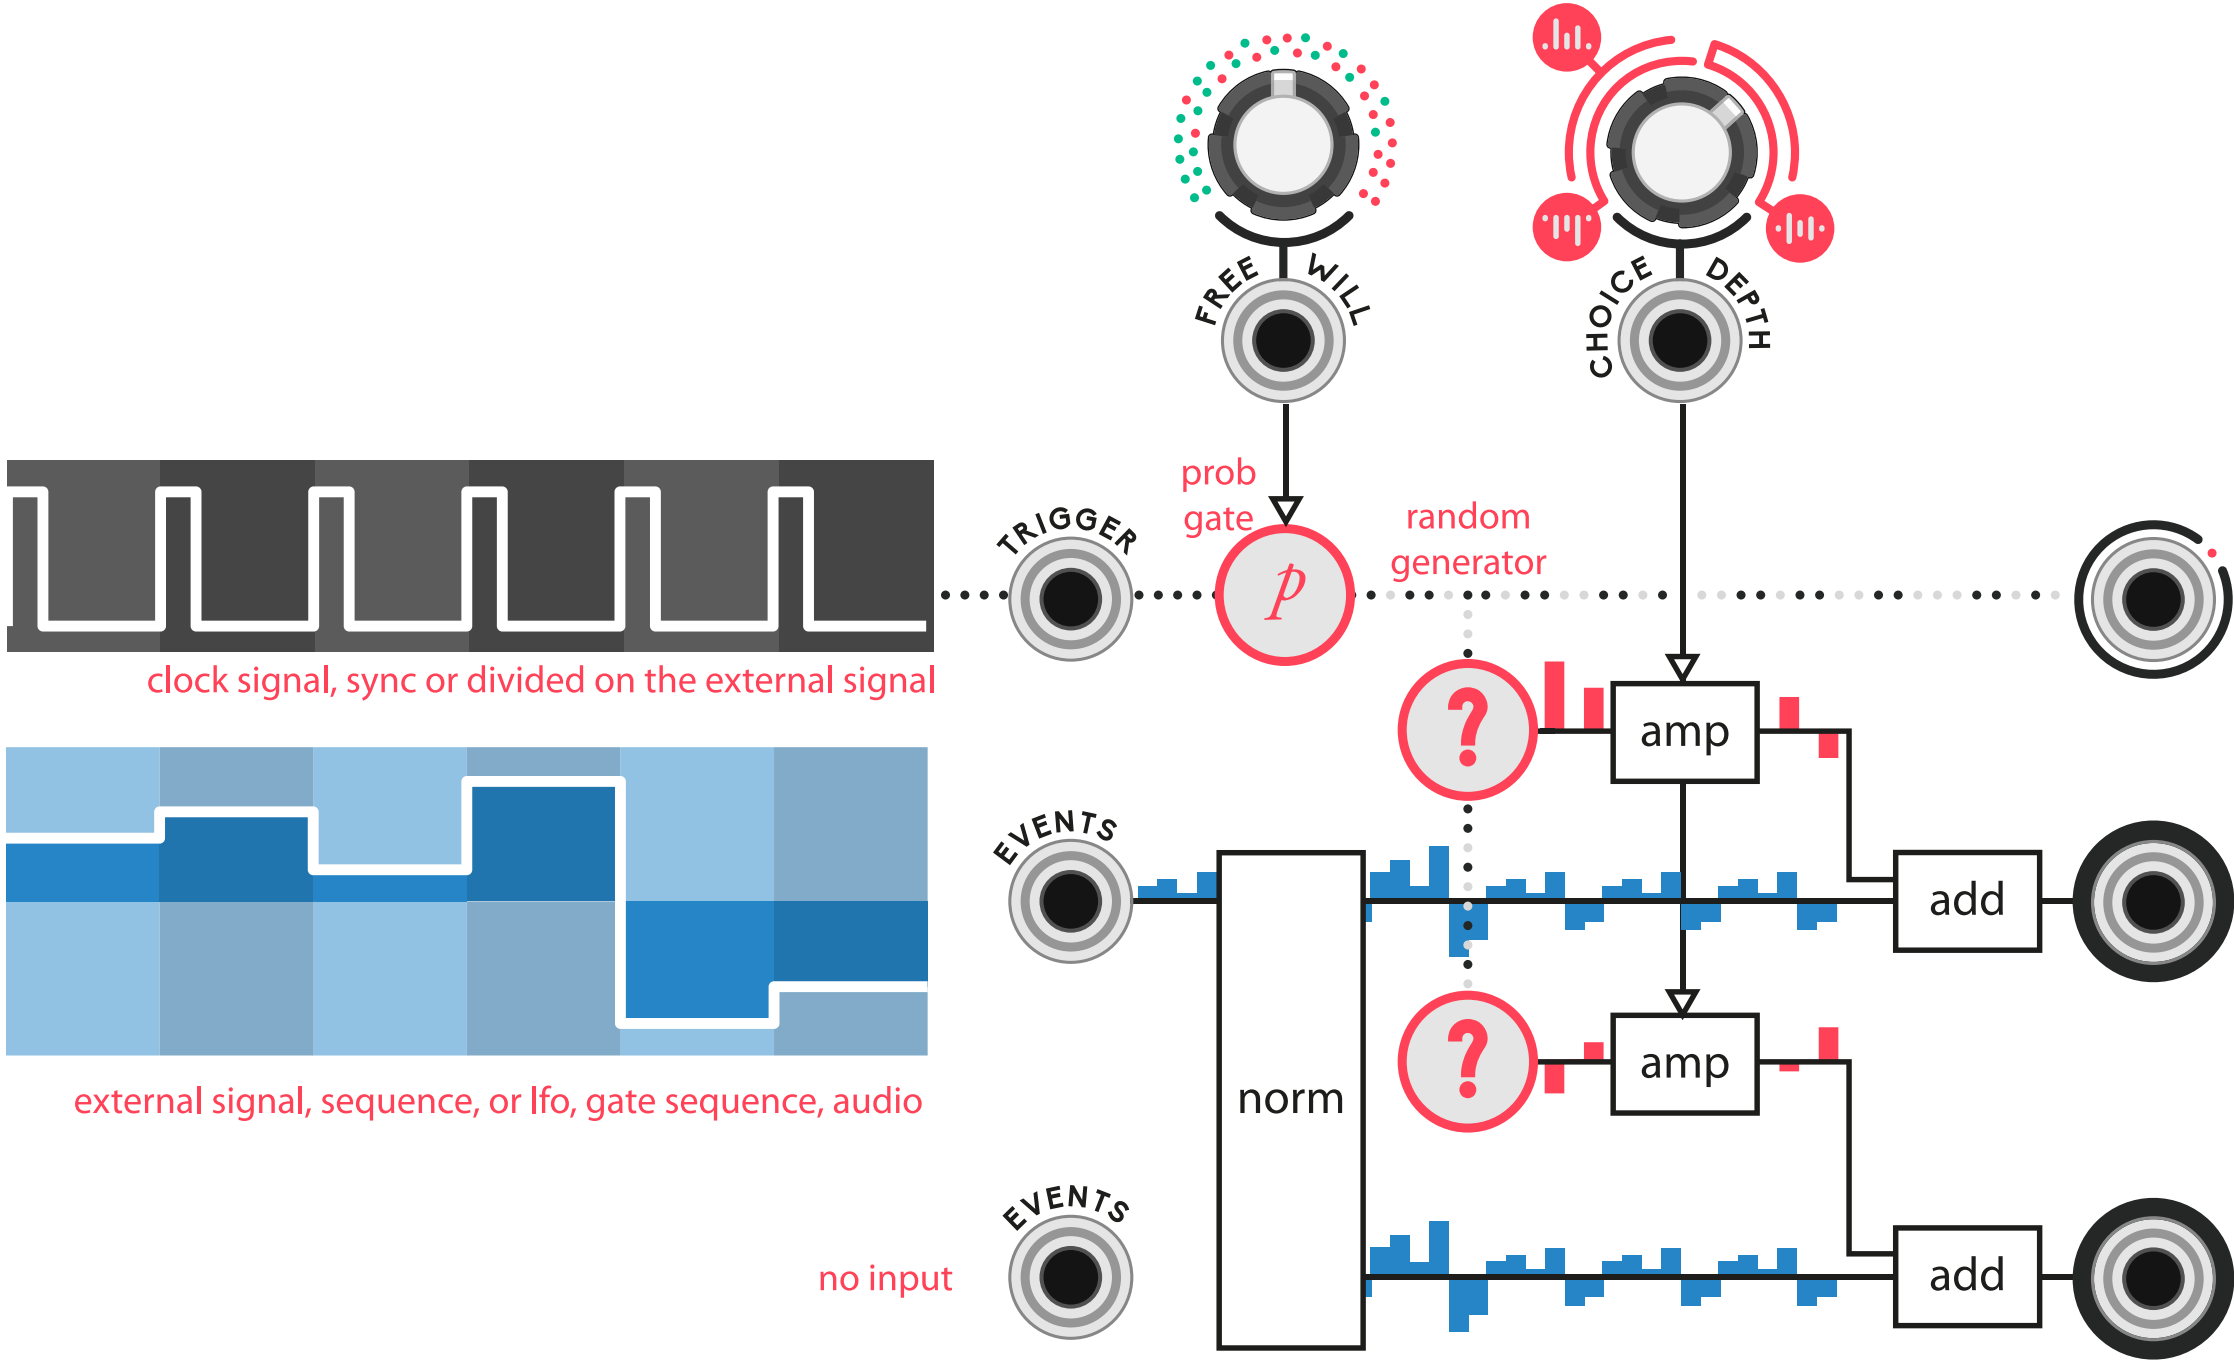 FREE WILL
CHOICE DEPTH
prob
gate
random
generator
TRIGGER
p
clock signal, sync or divided on the external signal
?
amp
EVENTS
add
external signal, sequence, or lfo, gate sequence, audio
norm
?
amp
EVENTS
no input
add